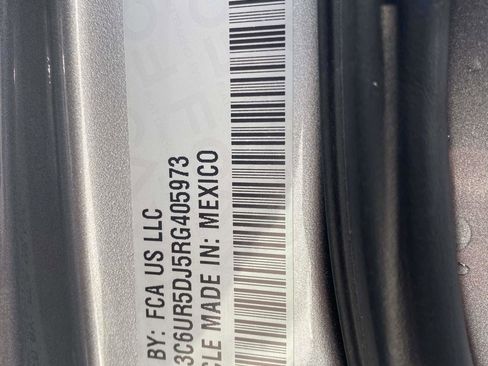 BY: FCA US LLC
3C6UR5DJ5RG405973
CLE MADE IN: MEXICO